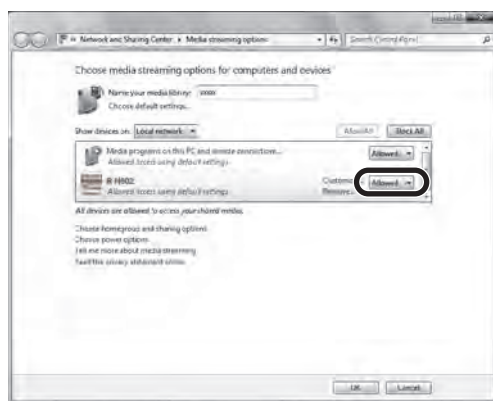 Network and Sharing Center ▸ Media streaming options
Search Control Panel
Choose media streaming options for computers and devices
Name your media library:
Choose default settings...
Show devices on: Local network
Allow All
Block All
Media programs on this PC and remote connections...
Allowed access using default settings.
Allowed
R-N602
Allowed access using default settings.
Customize
Remove
Allowed
All devices are allowed to access your shared media.
Choose homegroup and sharing options
Choose power options
Tell me more about media streaming
Read the privacy statement online
OK
Cancel